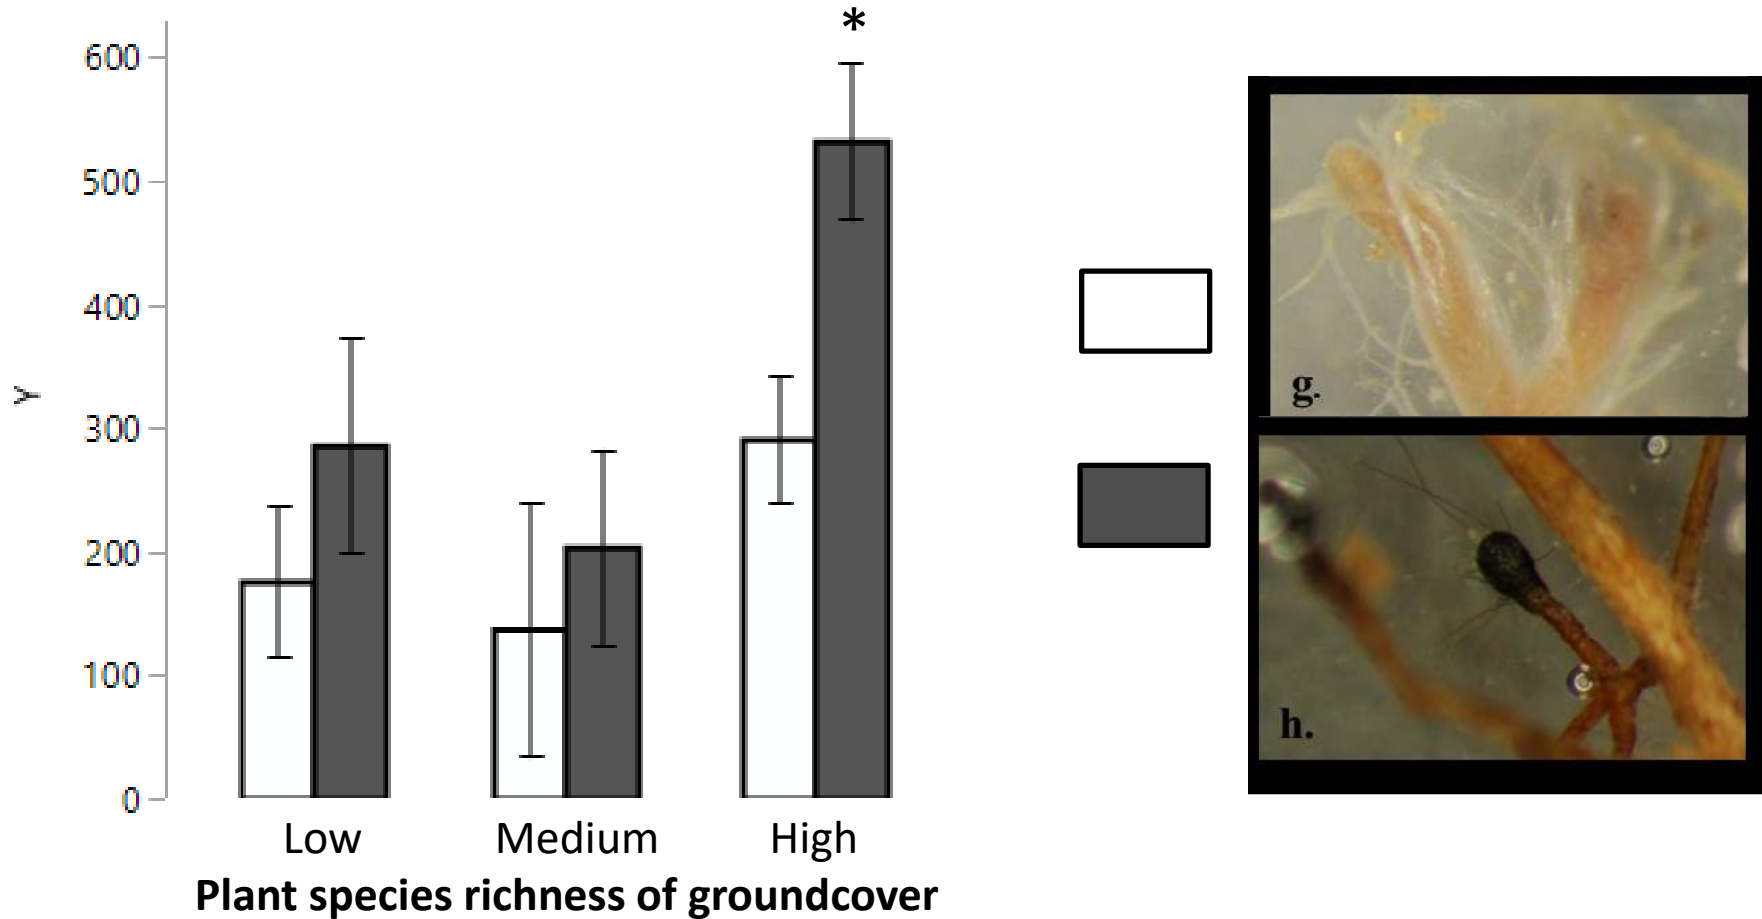 *
600
500
400
300
200
100
0
Y
Low Medium High
Plant species richness of groundcover
g.
h.